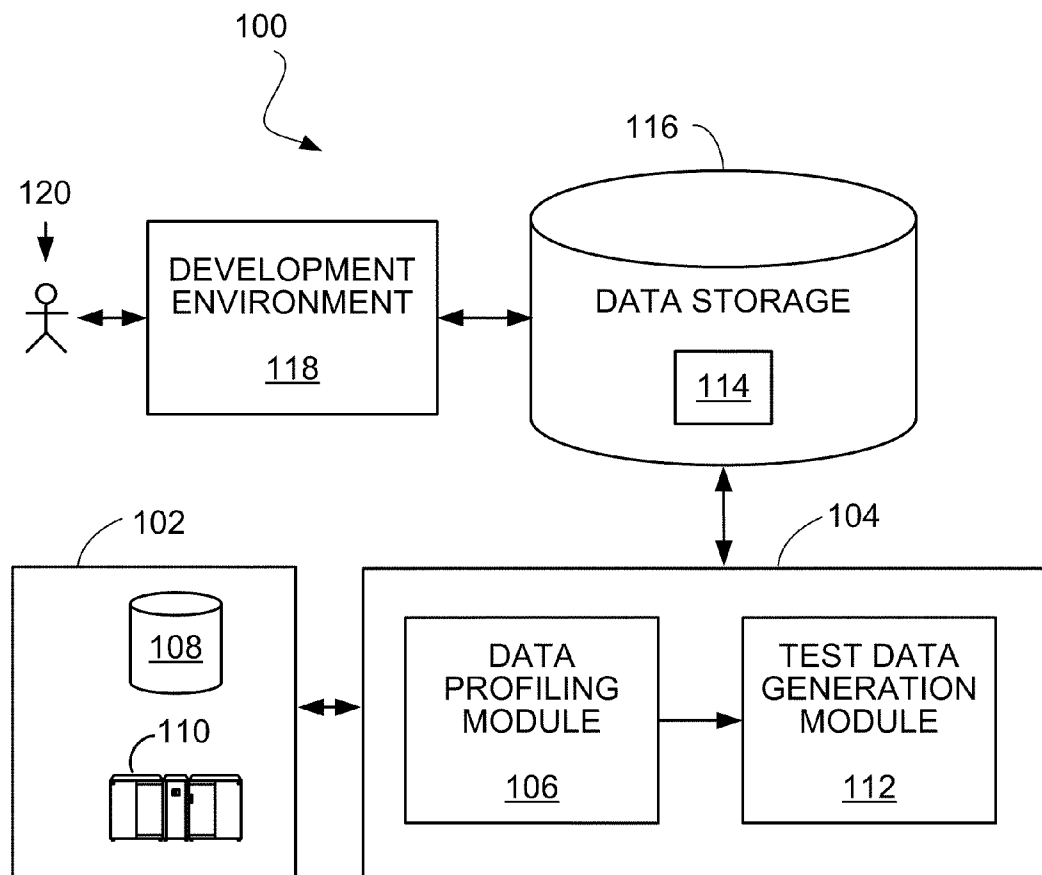 100
116
120
DEVELOPMENT
ENVIRONMENT
118
DATA STORAGE
114
102
104
108
110
DATA
PROFILING
MODULE
106
TEST DATA
GENERATION
MODULE
112